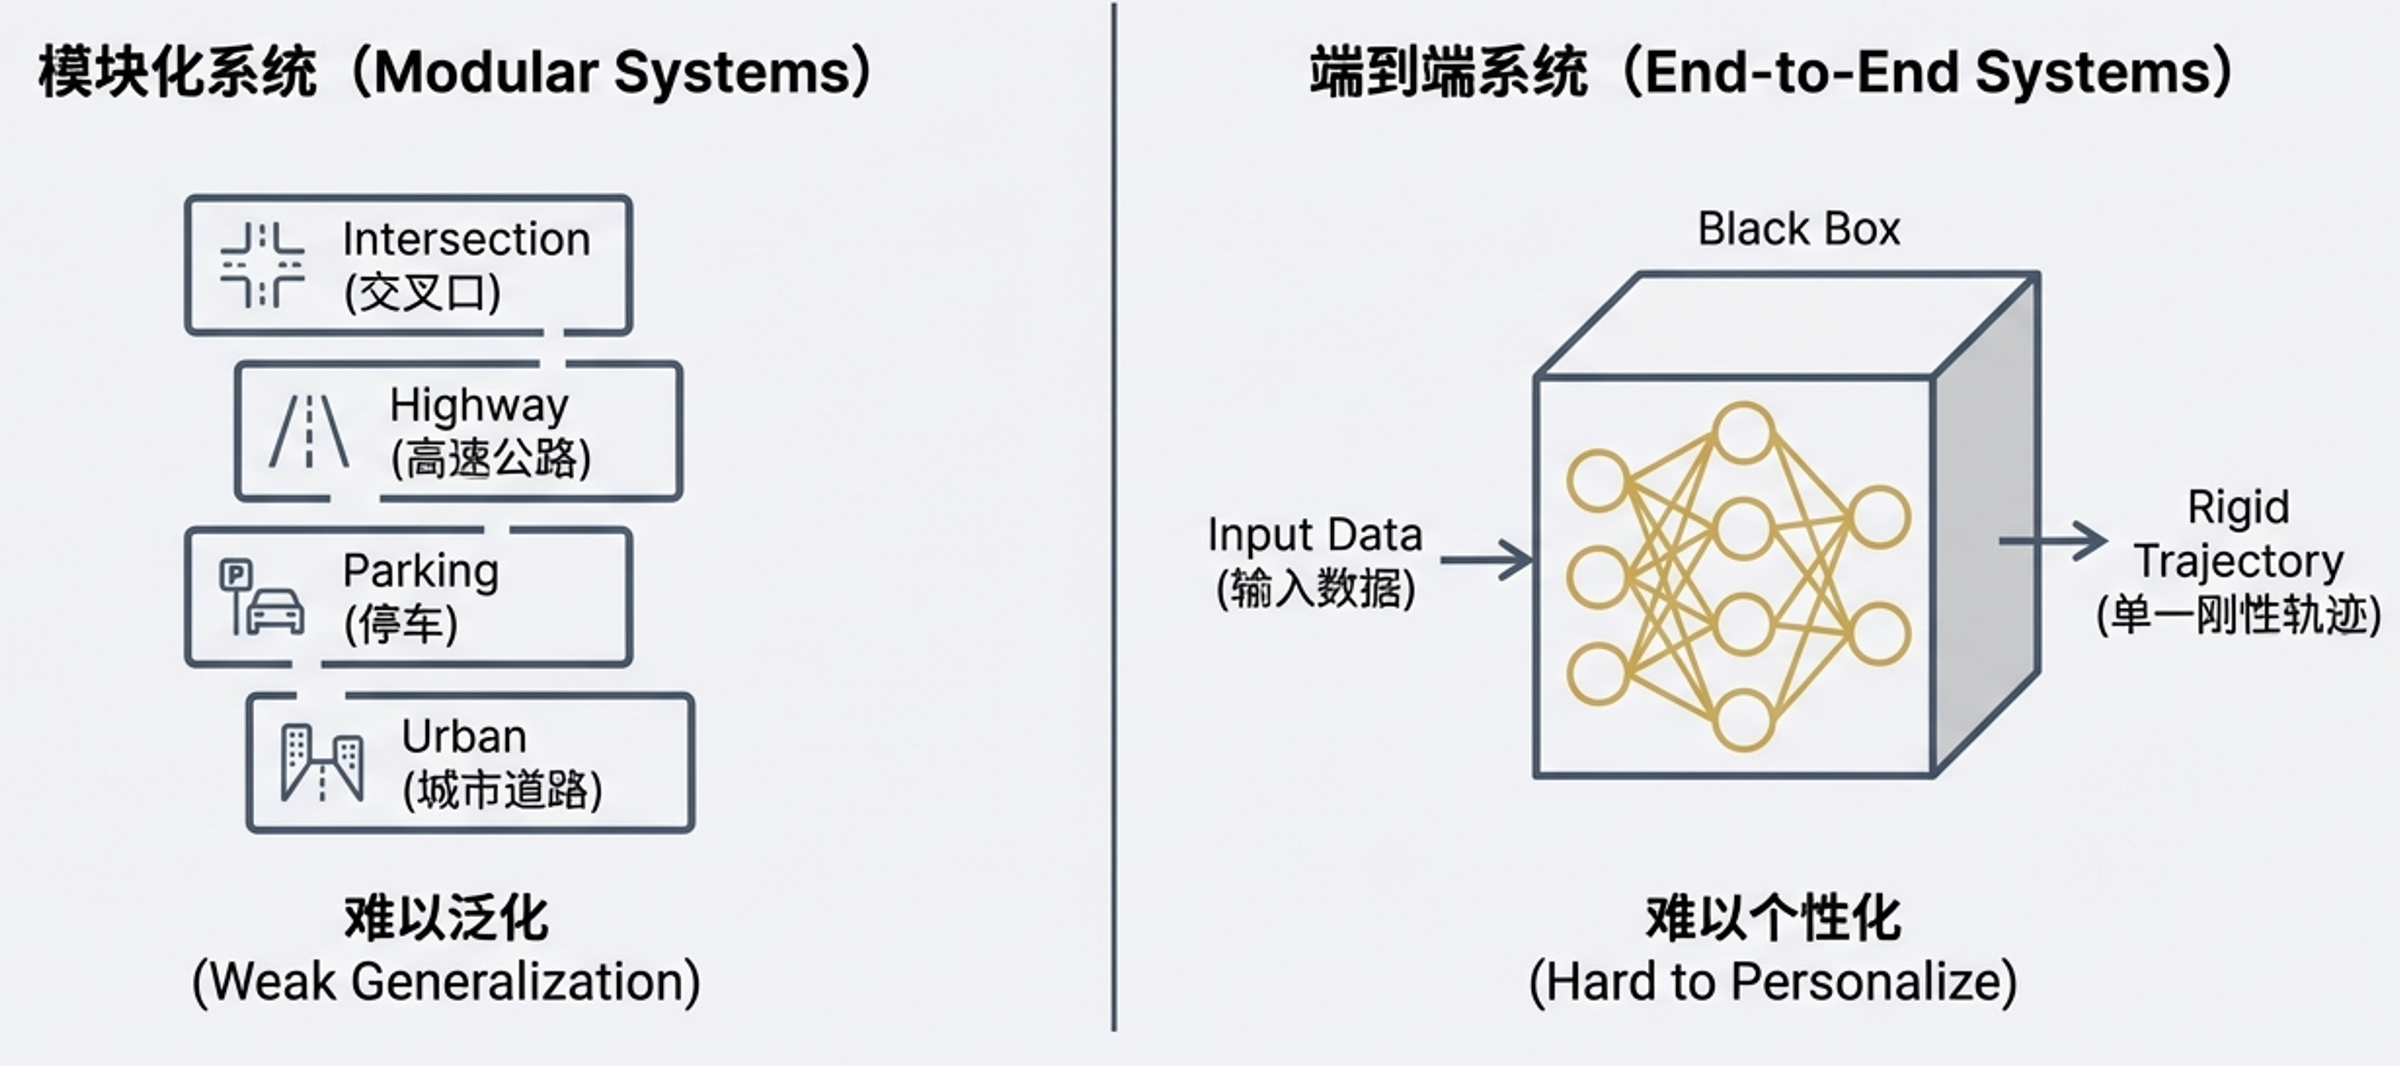 模块化系统（Modular Systems）
Intersection
(交叉口)
Highway
(高速公路)
P
Parking
(停车)
Urban
(城市道路)
难以泛化
(Weak Generalization)
端到端系统（End-to-End Systems）
Black Box
Input Data
(输入数据)
Rigid
Trajectory
(单一刚性轨迹)
难以个性化
(Hard to Personalize)